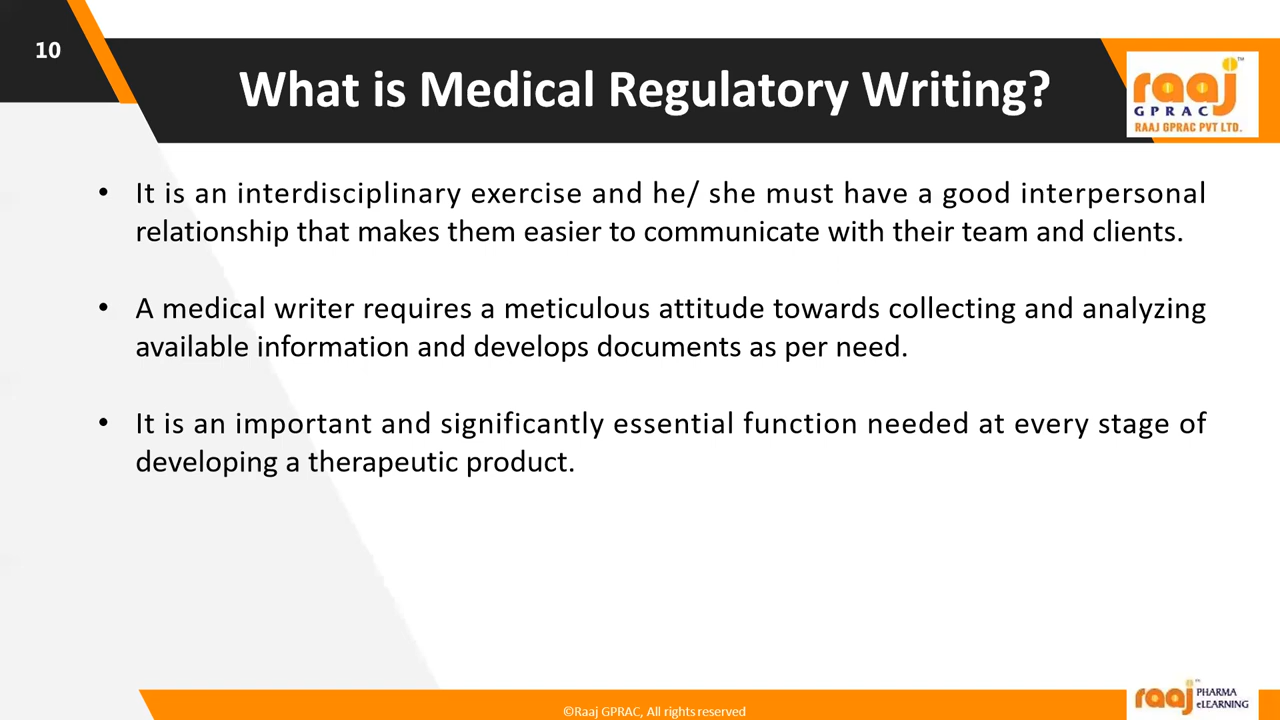 10
What is Medical Regulatory Writing?
raaj
TM
GPRAC
RAAJ GPRAC PVT LTD.
• It is an interdisciplinary exercise and he/ she must have a good interpersonal
relationship that makes them easier to communicate with their team and clients.
• A medical writer requires a meticulous attitude towards collecting and analyzing
available information and develops documents as per need.
• It is an important and significantly essential function needed at every stage of
developing a therapeutic product.
©Raaj GPRAC, All rights reserved
raaj
PHARMA
eLEARNING